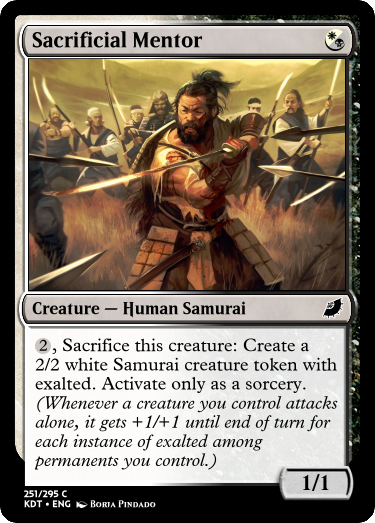 Sacrificial Mentor
Creature — Human Samurai
2, Sacrifice this creature: Create a
2/2 white Samurai creature token with
exalted. Activate only as a sorcery.
(Whenever a creature you control attacks
alone, it gets +1/+1 until end of turn for
each instance of exalted among
permanents you control.)
1/1
251/295 C
KDT • ENG Borja Pindado